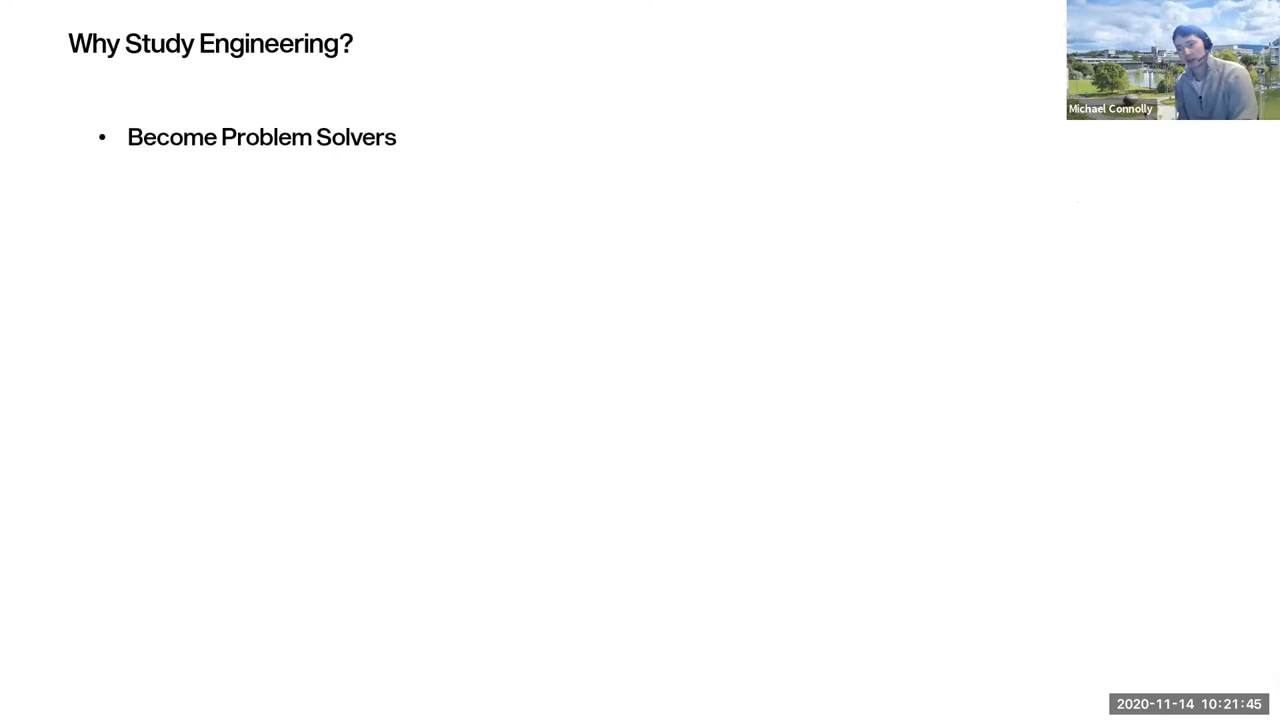 Why Study Engineering?
• Become Problem Solvers
Michael Connolly
2020-11-14 10:21:45